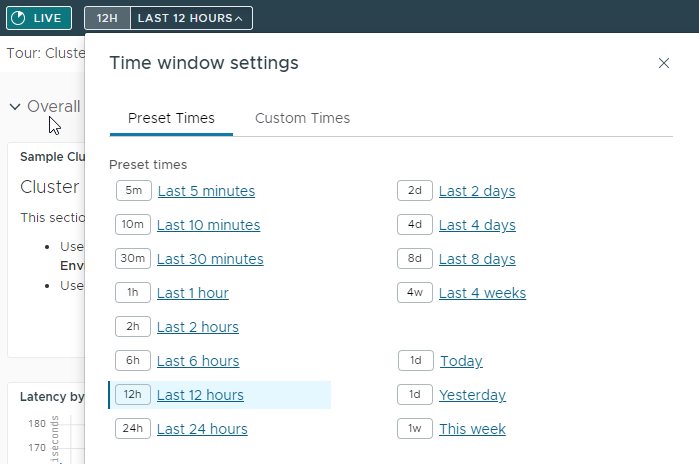 LIVE 12H LAST 12 HOURS
Tour: Cluste
Time window settings
Overall
Preset Times Custom Times
Sample Clu
Preset times
Cluster
5m Last 5 minutes 2d Last 2 days
This sectio
10m Last 10 minutes 4d Last 4 days
Use
30m Last 30 minutes 8d Last 8 days
Envi
Use
1h Last 1 hour 4w Last 4 weeks
2h Last 2 hours
6h Last 6 hours 1d Today
Latency by
12h Last 12 hours 1d Yesterday
180
24h Last 24 hours 1w This week
170
iseconds